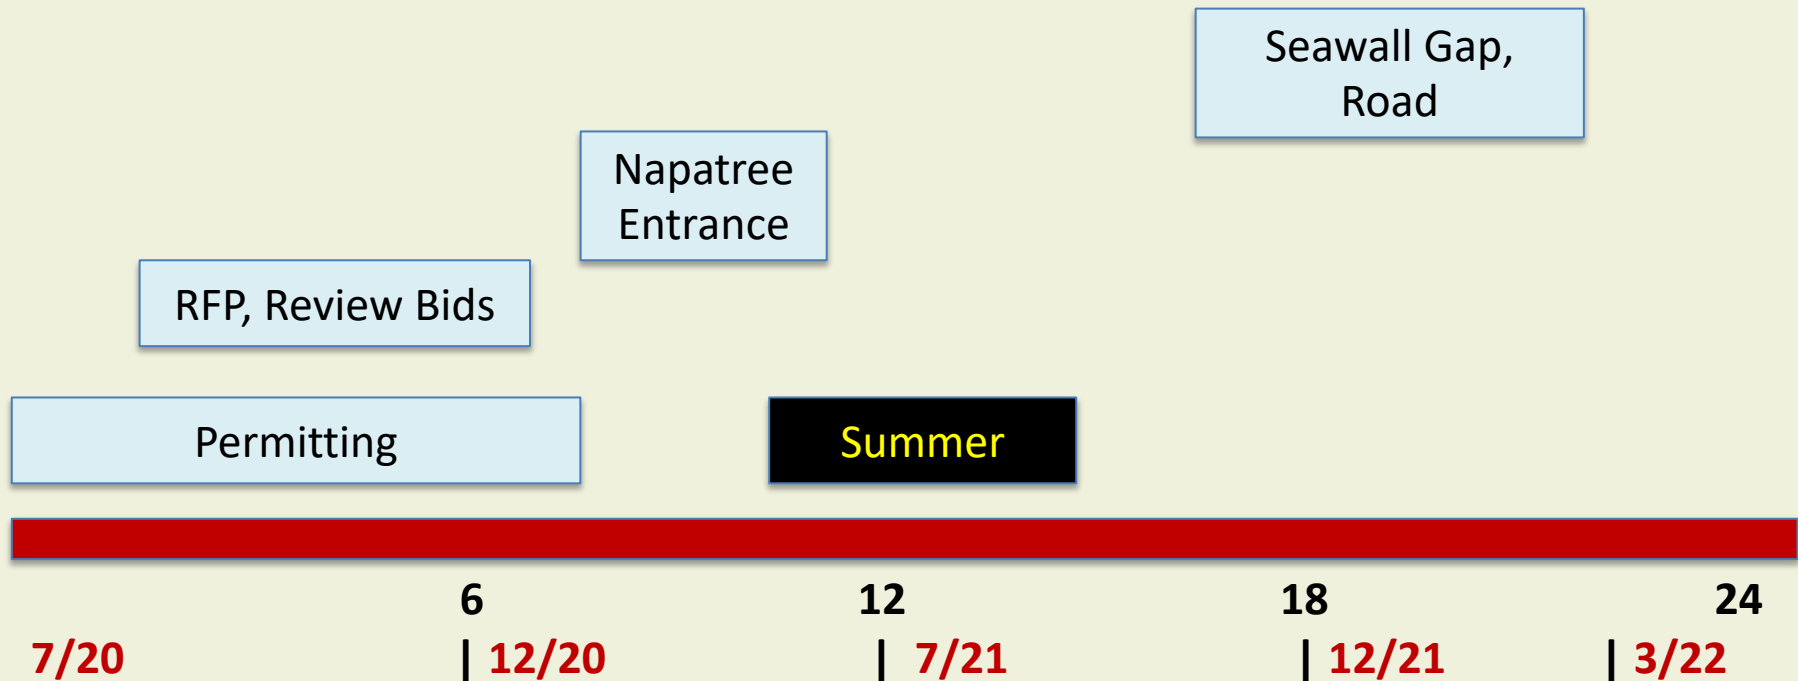 Seawall Gap,
Road
Napatree
Entrance
RFP, Review Bids
Permitting
Summer
6 12 18 24
7/20 | 12/20 | 7/21 | 12/21 | 3/22